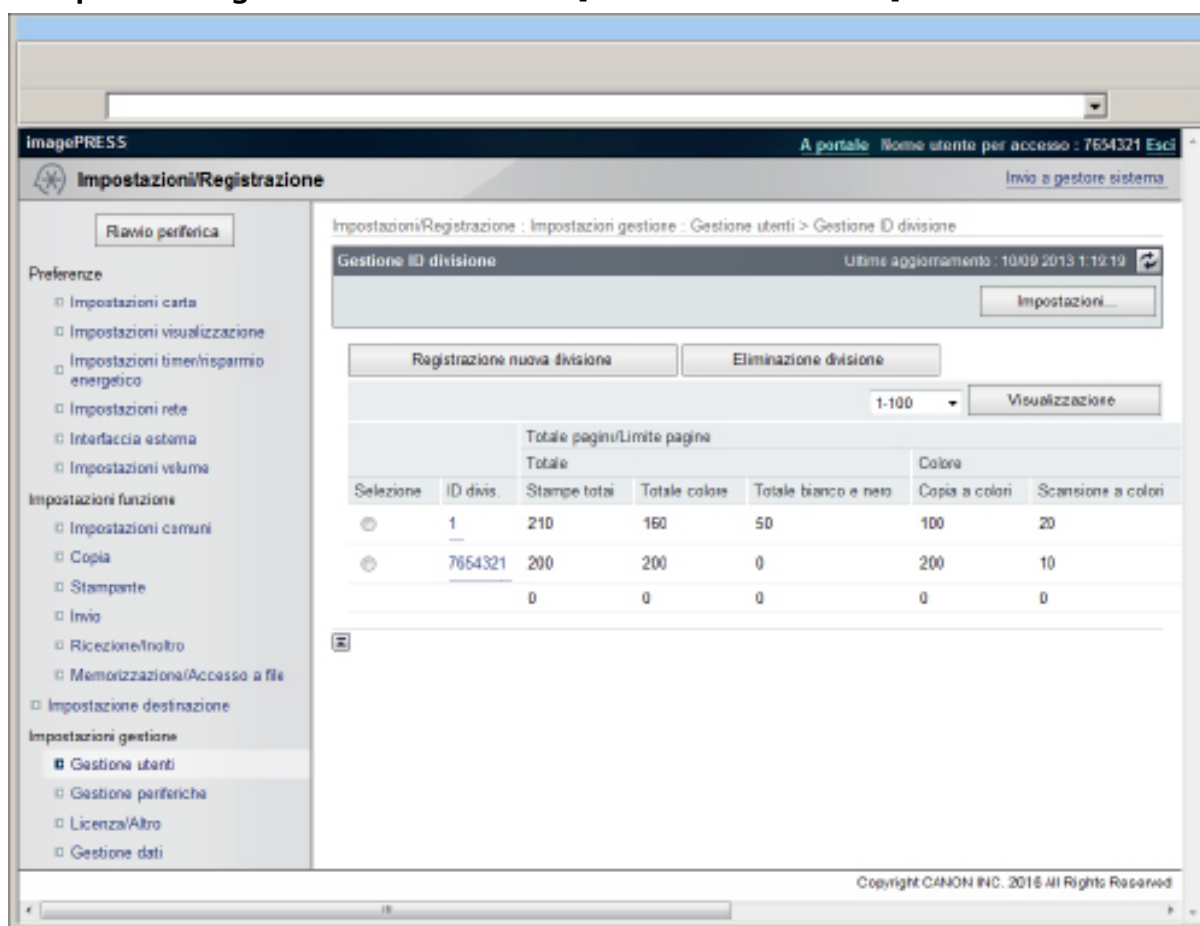 imagePRESS
A portale Nome utente per accesso : 7654321 Esci
Impostazioni/Registrazione
Invio a gestore sistema
Riavvio periferica
Preferenze
Impostazioni carta
Impostazioni visualizzazione
Impostazioni timer/risparmio
energetico
Impostazioni rete
Interfaccia esterna
Impostazioni volume
Impostazioni funzione
Impostazioni comuni
Copia
Stampante
Invio
Ricezione/Inoltro
Memorizzazione/Accesso a file
Impostazione destinazione
Impostazioni gestione
Gestione utenti
Gestione periferiche
Licenza/Altro
Gestione dati
Impostazioni/Registrazione : Impostazioni gestione : Gestione utenti > Gestione ID divisione
Gestione ID divisione
Ultimo aggiornamento : 10/09 2013 1:19:19
Impostazioni...
Registrazione nuova divisione Eliminazione divisione
1-100 Visualizzazione
Totale pagini/Limite pagine
Totale Colore
Selezione ID divis. Stampe totai Totale colore Totale bianco e nero Copia a colori Scansione a colori
1 210 160 50 100 20
7654321 200 200 0 200 10
0 0 0 0 0
Copyright CANON INC. 2016 All Rights Reserved